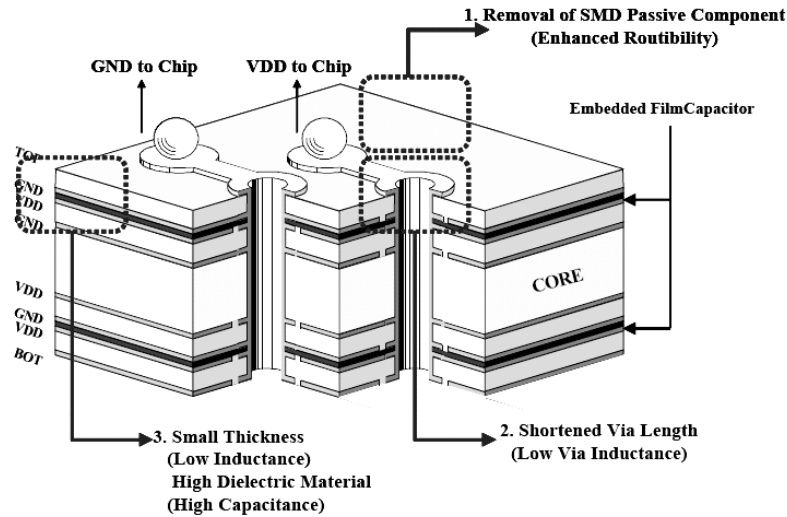 1. Removal of SMD Passive Component
(Enhanced Routibility)
GND to Chip
VDD to Chip
Embedded FilmCapacitor
TOP
GND
VDD
GND
CORE
VDD
GND
VDD
BOT
3. Small Thickness
(Low Inductance)
High Dielectric Material
(High Capacitance)
2. Shortened Via Length
(Low Via Inductance)